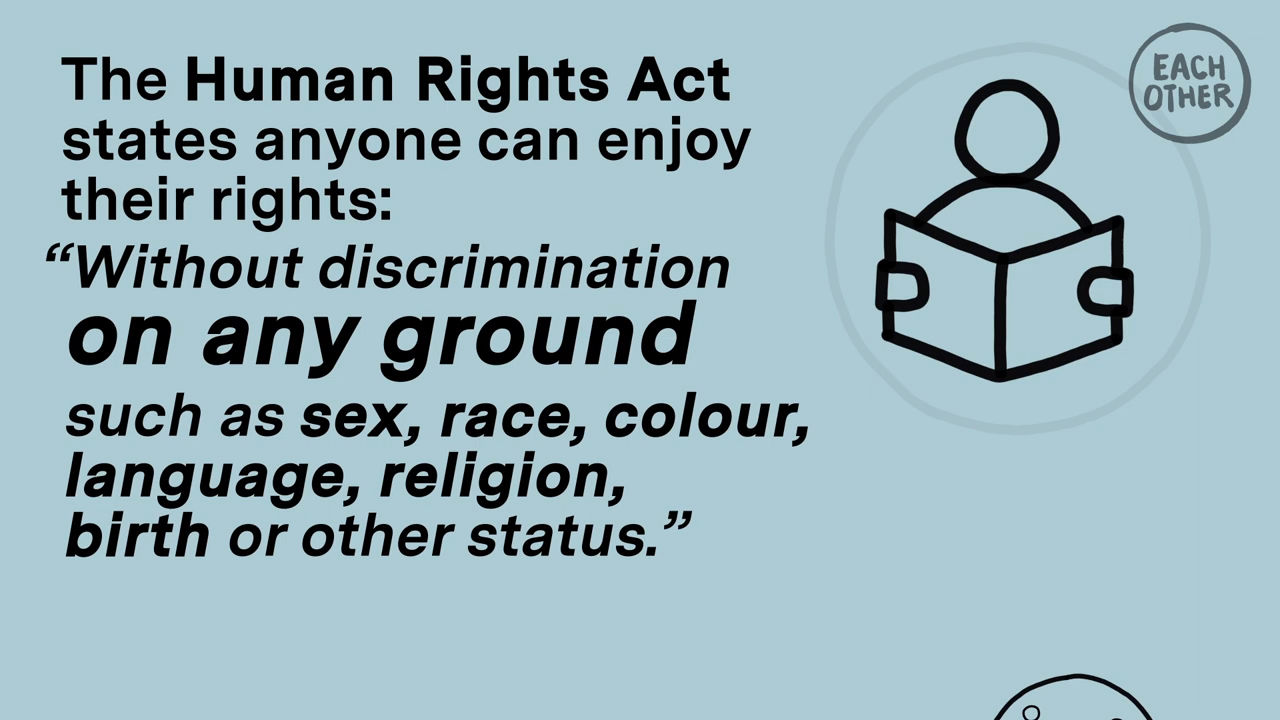 The Human Rights Act
states anyone can enjoy
their rights:
“Without discrimination
on any ground
such as sex, race, colour,
language, religion,
birth or other status.”
EACH
OTHER